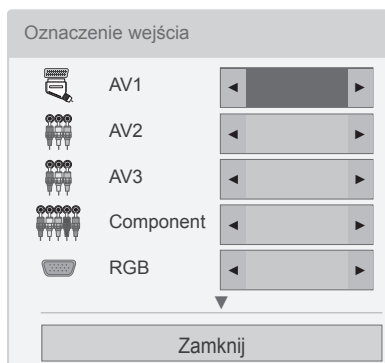 Oznaczenie wejścia
AV1
AV2
AV3
Component
RGB
Zamknij